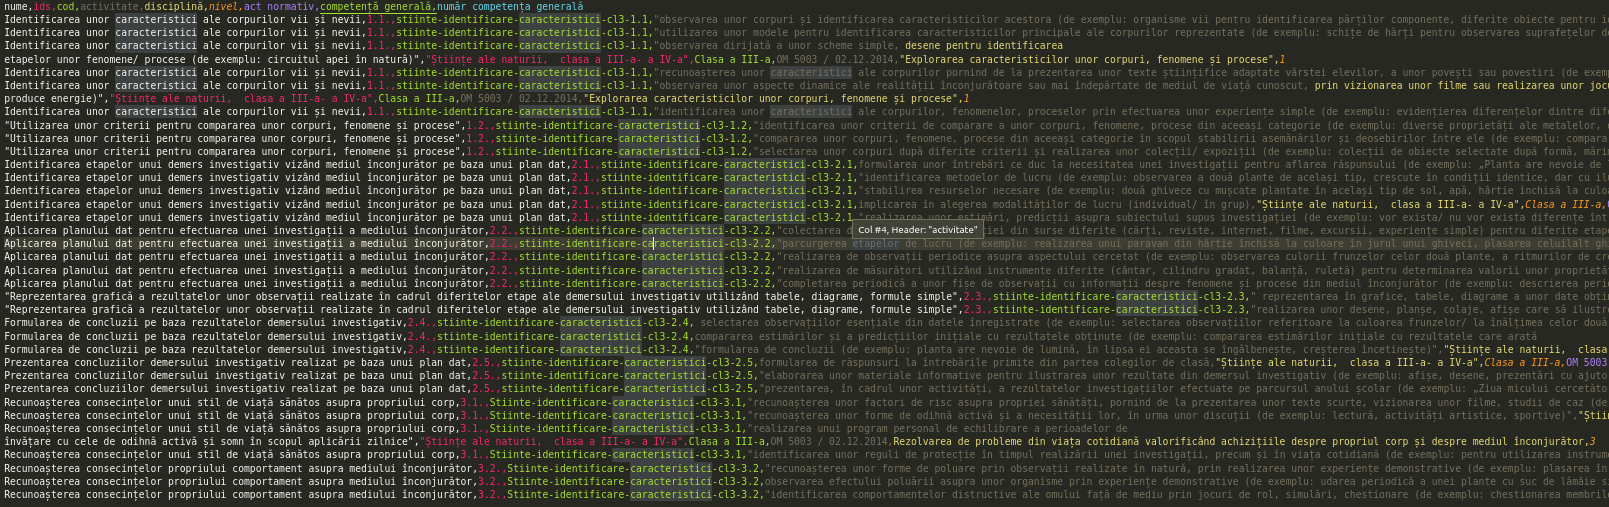 nume,ids,cod,activitate,disciplină,nivel,act normativ,competență generală,număr competența generală
Identificarea unor caracteristici ale corpurilor vii și nevii,1.1.,stiinte-identificare-caracteristici-cl3-1.1,"observarea unor corpuri și identificarea caracteristicilor acestora (de exemplu: organisme vii pentru identificarea părților componente, diferite obiecte pentru
Identificarea unor caracteristici ale corpurilor vii și nevii,1.1.,stiinte-identificare-caracteristici-cl3-1.1,"utilizarea unor modele pentru identificarea caracteristicilor principale ale corpurilor reprezentate (de exemplu: schițe de hărți pentru observarea suprafețelor de
Identificarea unor caracteristici ale corpurilor vii și nevii,1.1.,stiinte-identificare-caracteristici-cl3-1.1,"observarea dirijată a unor scheme simple, desene pentru identificarea
etapelor unor fenomene/ procese (de exemplu: circuitul apei în natură)","Științe ale naturii,  clasa a III-a- a IV-a",Clasa a III-a,OM 5003 / 02.12.2014,"Explorarea caracteristicilor unor corpuri, fenomene și procese",1
Identificarea unor caracteristici ale corpurilor vii și nevii,1.1.,stiinte-identificare-caracteristici-cl3-1.1,"recunoașterea unor caracteristici ale corpurilor pornind de la prezentarea unor texte științifice adaptate vârstei elevilor, a unor povești sau povestiri (de
Identificarea unor caracteristici ale corpurilor vii și nevii,1.1.,stiinte-identificare-caracteristici-cl3-1.1,"observarea unor aspecte dinamice ale realității înconjurătoare sau mai îndepărtate de mediul de viață cunoscut, prin vizionarea unor filme sau realizarea unor
produce energie)","Științe ale naturii,  clasa a III-a- a IV-a",Clasa a III-a,OM 5003 / 02.12.2014,"Explorarea caracteristicilor unor corpuri, fenomene și procese",1
Identificarea unor caracteristici ale corpurilor vii și nevii,1.1.,stiinte-identificare-caracteristici-cl3-1.1,"identificarea unor caracteristici ale corpurilor, fenomenelor, proceselor prin efectuarea unor experiențe simple (de exemplu: evidențierea diferențelor dintre
"Utilizarea unor criterii pentru compararea unor corpuri, fenomene și procese",1.2.,stiinte-identificare-caracteristici-cl3-1.2,"identificarea unor criterii de comparare a unor corpuri, fenomene, procese din aceeași categorie (de exemplu: diverse proprietăți ale metalelor,
"Utilizarea unor criterii pentru compararea unor corpuri, fenomene și procese",1.2.,stiinte-identificare-caracteristici-cl3-1.2,"compararea unor corpuri, fenomene, procese din aceeași categorie în scopul stabilirii asemănărilor și deosebirilor între ele (de exemplu:
"Utilizarea unor criterii pentru compararea unor corpuri, fenomene și procese",1.2.,stiinte-identificare-caracteristici-cl3-1.2,"selectarea unor corpuri după diferite criterii și realizarea unor colecții/ expoziții (de exemplu: colecții de obiecte selectate după formă,
Identificarea etapelor unui demers investigativ vizând mediul înconjurător pe baza unui plan dat,2.1.,stiinte-identificare-caracteristici-cl3-2.1,formularea unor întrebări ce duc la necesitatea unei investigații pentru aflarea răspunsului (de exemplu: „Planta are nevoie de
Identificarea etapelor unui demers investigativ vizând mediul înconjurător pe baza unui plan dat,2.1.,stiinte-identificare-caracteristici-cl3-2.1,"identificarea metodelor de lucru (de exemplu: observarea a două plante de același tip, crescute în condiții identice, dar cu
Identificarea etapelor unui demers investigativ vizând mediul înconjurător pe baza unui plan dat,2.1.,stiinte-identificare-caracteristici-cl3-2.1,"stabilirea resurselor necesare (de exemplu: două ghivece cu mușcate plantate în același tip de sol, apă, hârtie închisă la
Identificarea etapelor unui demers investigativ vizând mediul înconjurător pe baza unui plan dat,2.1.,stiinte-identificare-caracteristici-cl3-2.1,implicarea în alegerea modalităților de lucru (individual/ în grup),"Științe ale naturii,  clasa a III-a- a IV-a",Clasa a III-a,
Identificarea etapelor unui demers investigativ vizând mediul înconjurător pe baza unui plan dat,2.1.,stiinte-identificare-caracteristici-cl3-2.1,"realizarea unor estimări, predicții asupra subiectului supus investigației (de exemplu: vor exista/ nu vor exista diferențe
Aplicarea planului dat pentru efectuarea unei investigații a mediului înconjurător,2.2.,stiinte-identificare-caracteristici-cl3-2.2,"colectarea din surse diferite (cărți, reviste, internet, filme, excursii, experiențe simple) pentru diferite
Col #4, Header: "activitate"
Aplicarea planului dat pentru efectuarea unei investigații a mediului înconjurător,2.2.,stiinte-identificare-caracteristici-cl3-2.2,"parcurgerea etapelor de lucru (de exemplu: realizarea unui paravan din hârtie închisă la culoare în jurul unui ghiveci, plasarea celuilalt
Aplicarea planului dat pentru efectuarea unei investigații a mediului înconjurător,2.2.,stiinte-identificare-caracteristici-cl3-2.2,"realizarea de observații periodice asupra aspectului cercetat (de exemplu: observarea culorii frunzelor celor două plante, a ritmurilor de
Aplicarea planului dat pentru efectuarea unei investigații a mediului înconjurător,2.2.,stiinte-identificare-caracteristici-cl3-2.2,"realizarea de măsurători utilizând instrumente diferite (cântar, cilindru gradat, balanță, ruletă) pentru determinarea valorii unor
Aplicarea planului dat pentru efectuarea unei investigații a mediului înconjurător,2.2.,stiinte-identificare-caracteristici-cl3-2.2,"completarea periodică a unor fișe de observații cu informații despre fenomene și procese din mediul înconjurător (de exemplu: descrierea
"Reprezentarea grafică a rezultatelor unor observații realizate în cadrul diferitelor etape ale demersului investigativ utilizând tabele, diagrame, formule simple",2.3.,stiinte-identificare-caracteristici-cl3-2.3," reprezentarea în grafice, tabele, diagrame a unor date
"Reprezentarea grafică a rezultatelor unor observații realizate în cadrul diferitelor etape ale demersului investigativ utilizând tabele, diagrame, formule simple",2.3.,stiinte-identificare-caracteristici-cl3-2.3,"realizarea unor desene, planșe, colaje, afișe care să
Formularea de concluzii pe baza rezultatelor demersului investigativ,2.4.,stiinte-identificare-caracteristici-cl3-2.4, selectarea observațiilor esențiale din datele înregistrate (de exemplu: selectarea observațiilor referitoare la culoarea frunzelor/ la înălțimea celor două
Formularea de concluzii pe baza rezultatelor demersului investigativ,2.4.,stiinte-identificare-caracteristici-cl3-2.4,compararea estimărilor și a predicțiilor inițiale cu rezultatele obținute (de exemplu: compararea estimărilor inițiale cu rezultatele care arată
Formularea de concluzii pe baza rezultatelor demersului investigativ,2.4.,stiinte-identificare-caracteristici-cl3-2.4,"formularea de concluzii (de exemplu: planta are nevoie de lumină, în lipsa ei aceasta se îngălbenește, creșterea încetinește)","Științe ale naturii,  clasa
Prezentarea concluziilor demersului investigativ realizat pe baza unui plan dat,2.5.,stiinte-identificare-caracteristici-cl3-2.5,formularea de răspunsuri la întrebările primite din partea colegilor de clasă,"Științe ale naturii,  clasa a III-a- a IV-a",Clasa a III-a,OM 5003
Prezentarea concluziilor demersului investigativ realizat pe baza unui plan dat,2.5.,stiinte-identificare-caracteristici-cl3-2.5,"elaborarea unor materiale informative pentru ilustrarea unor rezultate din demersul investigativ (de exemplu: afișe, desene, prezentări
Prezentarea concluziilor demersului investigativ realizat pe baza unui plan dat,2.5.,stiinte-identificare-caracteristici-cl3-2.5,"prezentarea, în cadrul unor activități, a rezultatelor investigațiilor efectuate pe parcursul anului școlar (de exemplu: „Ziua micului
Recunoașterea consecințelor unui stil de viață sănătos asupra propriului corp,3.1.,Stiinte-identificare-caracteristici-cl3-3.1,"recunoașterea unor factori de risc asupra propriei sănătăți, pornind de la prezentarea unor texte scurte, vizionarea unor filme, studii de caz
Recunoașterea consecințelor unui stil de viață sănătos asupra propriului corp,3.1.,Stiinte-identificare-caracteristici-cl3-3.1,"recunoașterea unor forme de odihnă activă și a necesității lor, în urma unor discuții (de exemplu: lectură, activități artistice, sportive)".
Recunoașterea consecințelor unui stil de viață sănătos asupra propriului corp,3.1.,Stiinte-identificare-caracteristici-cl3-3.1,"realizarea unui program personal de echilibrare a perioadelor de
învățare cu cele de odihnă activă și somn în scopul aplicării zilnice","Științe ale naturii,  clasa a III-a- a IV-a",Clasa a III-a,OM 5003 / 02.12.2014,Rezolvarea de probleme din viața cotidiană valorificând achizițiile despre propriul corp și despre mediul înconjurător,3
Recunoașterea consecințelor unui stil de viață sănătos asupra propriului corp,3.1.,Stiinte-identificare-caracteristici-cl3-3.1,"identificarea unor reguli de protecție în timpul realizării unei investigații, precum și în viața cotidiană (de exemplu: pentru utilizarea
Recunoașterea consecințelor propriului comportament asupra mediului înconjurător,3.2.,Stiinte-identificare-caracteristici-cl3-3.2,"recunoașterea unor forme de poluare prin observații realizate în natură, prin realizarea unor experiențe demonstrative (de exemplu: plasarea
Recunoașterea consecințelor propriului comportament asupra mediului înconjurător,3.2.,Stiinte-identificare-caracteristici-cl3-3.2,observarea efectului poluării asupra unor organisme prin experiențe demonstrative (de exemplu: udarea periodică a unei plante cu suc de lămâie
Recunoașterea consecințelor propriului comportament asupra mediului înconjurător,3.2.,Stiinte-identificare-caracteristici-cl3-3.2,"identificarea comportamentelor distructive ale omului față de mediu prin jocuri de rol, simulări, chestionare (de exemplu: chestionarea